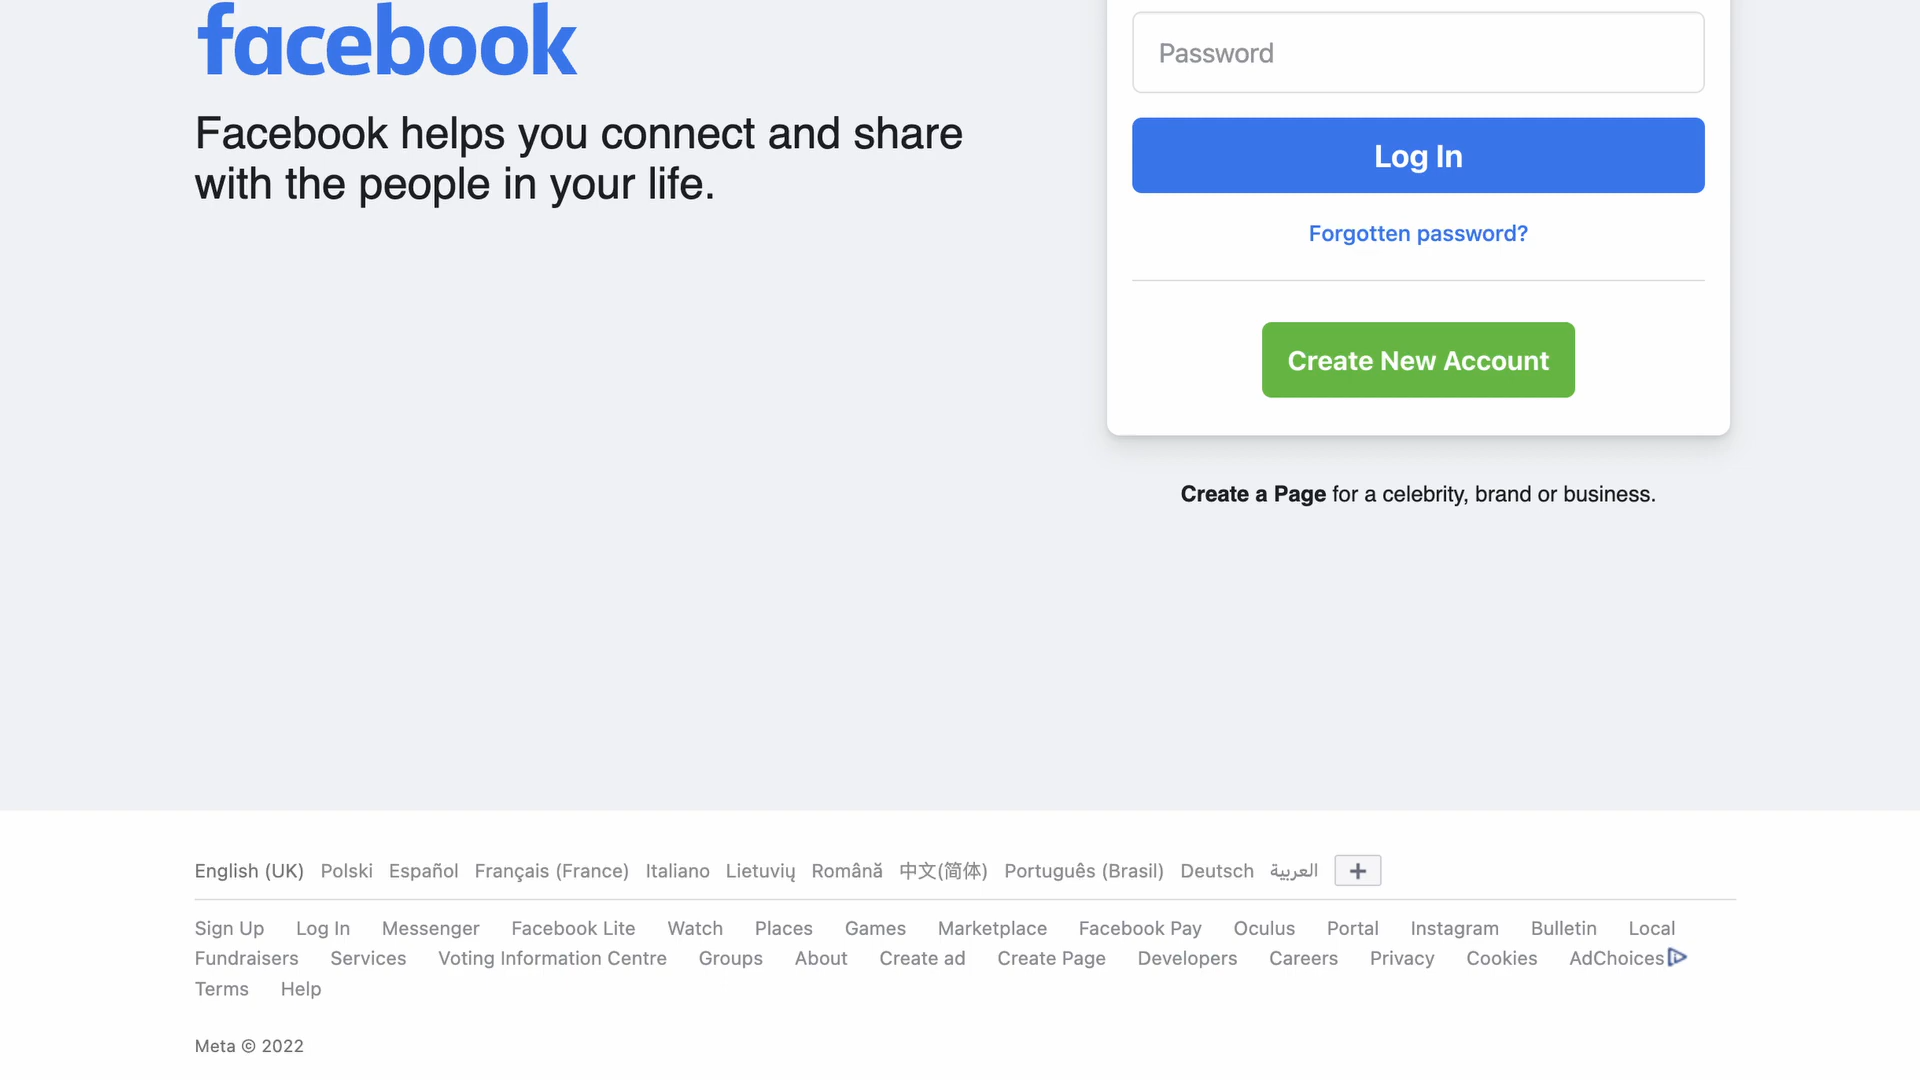 facebook
Facebook helps you connect and share
with the people in your life.
Password
Log In
Forgotten password?
Create New Account
Create a Page for a celebrity, brand or business.
English (UK) Polski Español Français (France) Italiano Lietuvių Română 中文(简体) Português (Brasil) Deutsch العربية +
Sign Up Log In Messenger Facebook Lite Watch Places Games Marketplace Facebook Pay Oculus Portal Instagram Bulletin Local
Fundraisers Services Voting Information Centre Groups About Create ad Create Page Developers Careers Privacy Cookies AdChoices
Terms Help
Meta © 2022